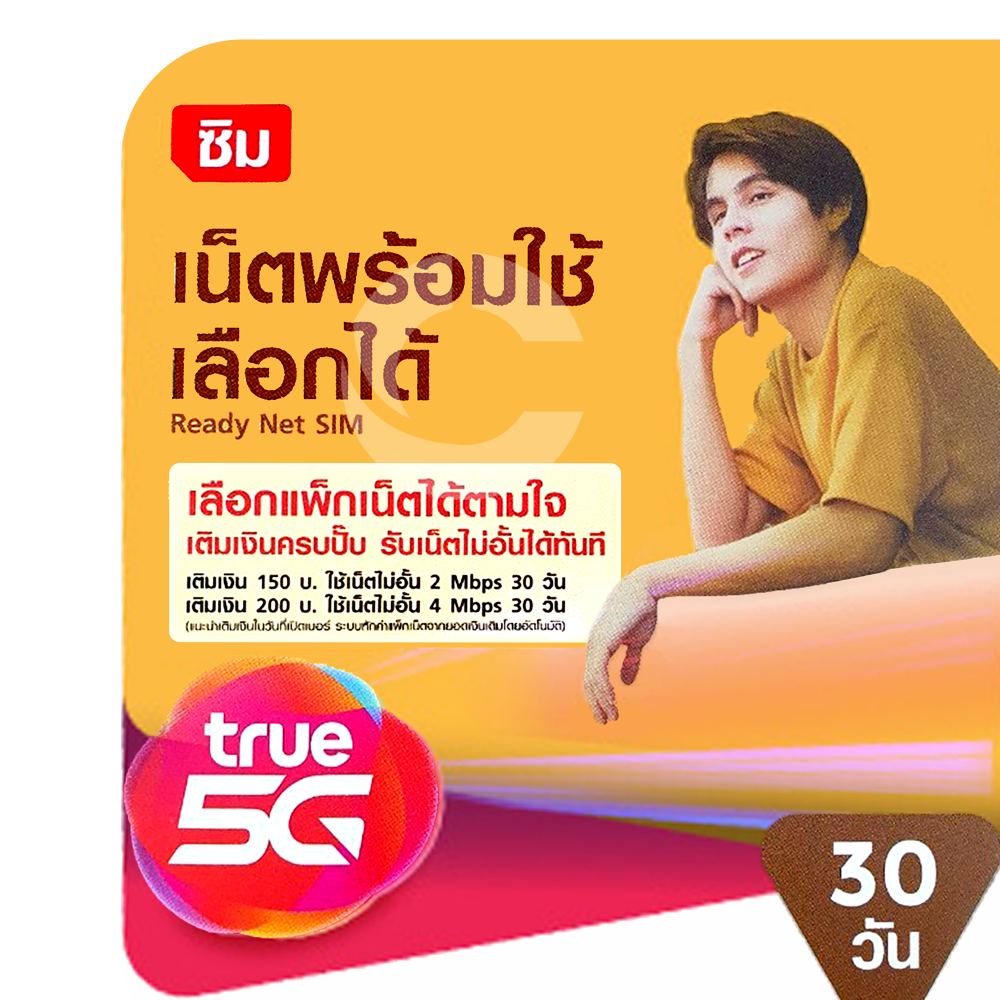 ซิม
เน็ตพร้อมใช้
เลือกได้
Ready Net SIM
เลือกแพ็กเน็ตได้ตามใจ
เติมเงินครบปั๊บ รับเน็ตไม่อั้นได้ทันที
เติมเงิน 150 บ. ใช้เน็ตไม่อั้น 2 Mbps 30 วัน
เติมเงิน 200 บ. ใช้เน็ตไม่อั้น 4 Mbps 30 วัน
(แนะนำเติมเงินในวันที่เปิดเบอร์ ระบบหักค่าแพ็กเน็ตจากยอดเงินเติมโดยอัตโนมัติ)
true
5G
30
วัน